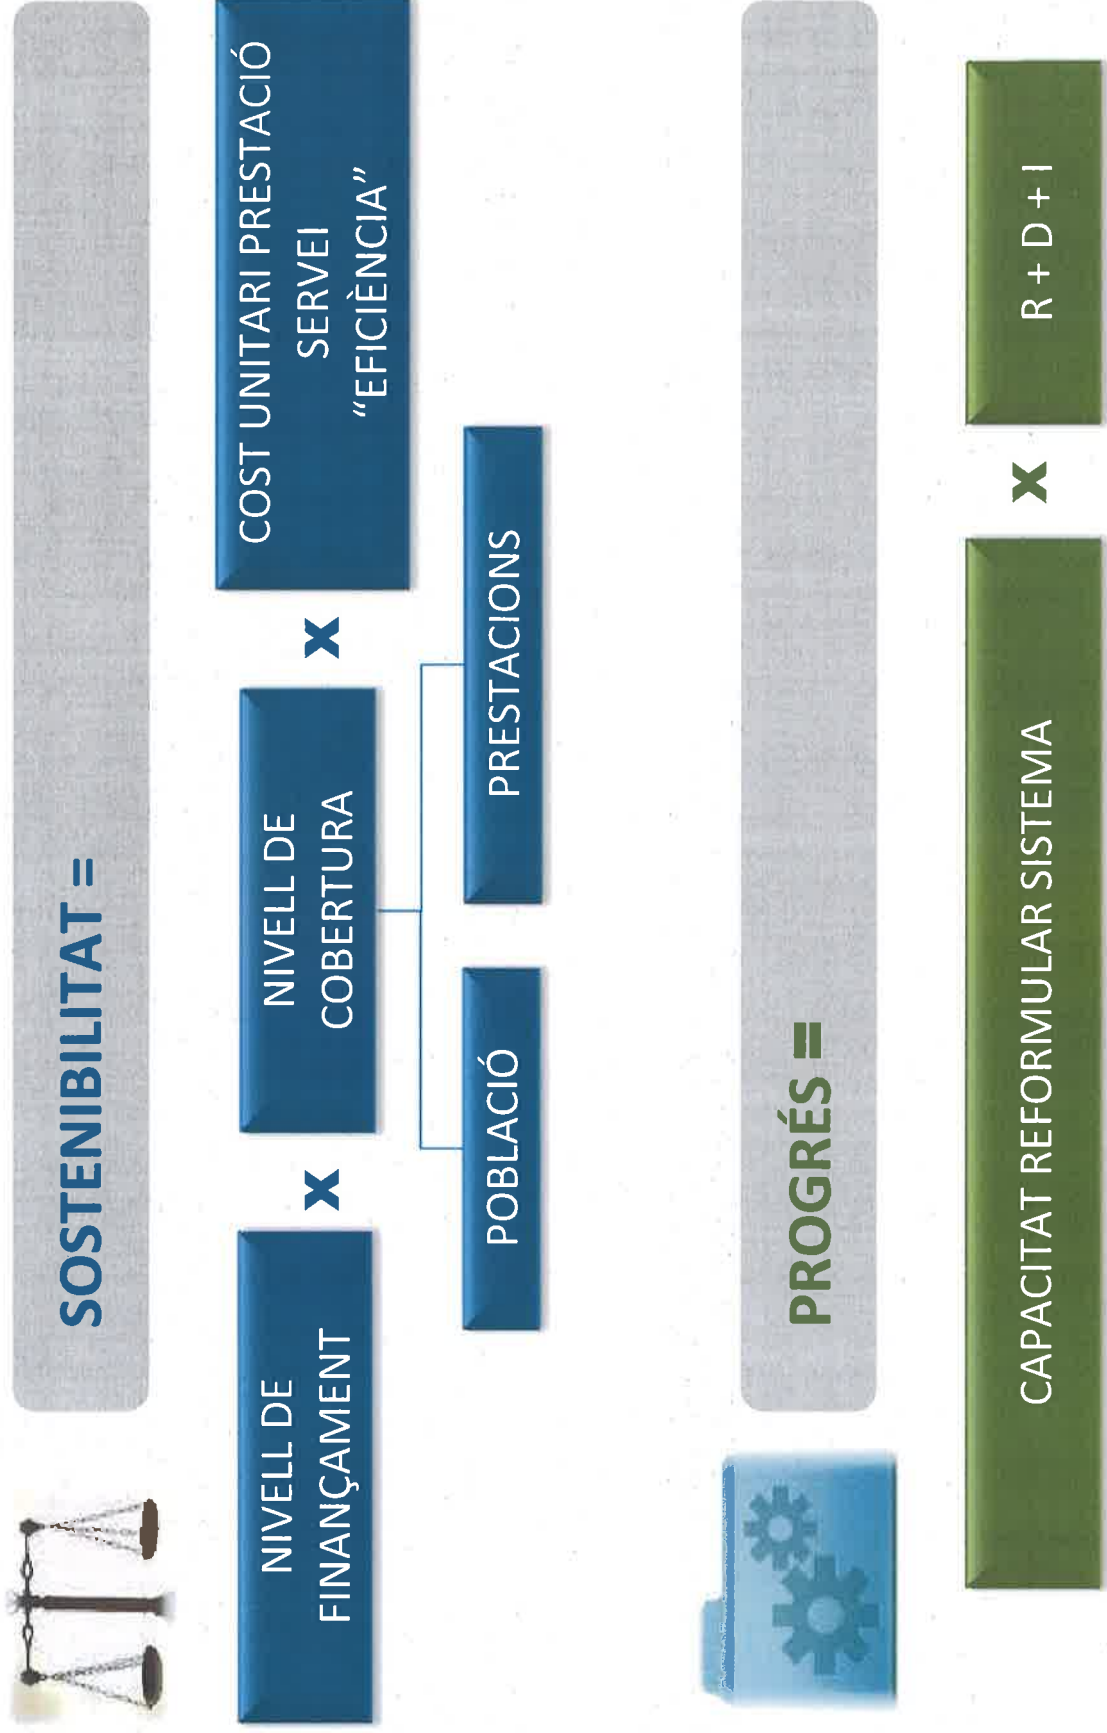 SOSTENIBILITAT =
NIVELL DE
FINANÇAMENT
X
NIVELL DE
COBERTURA
X
COST UNITARI PRESTACIÓ
SERVEI
“EFICIÈNCIA”
POBLACIÓ
PRESTACIONS
PROGRÉS =
CAPACITAT REFORMULAR SISTEMA
X
R + D + I